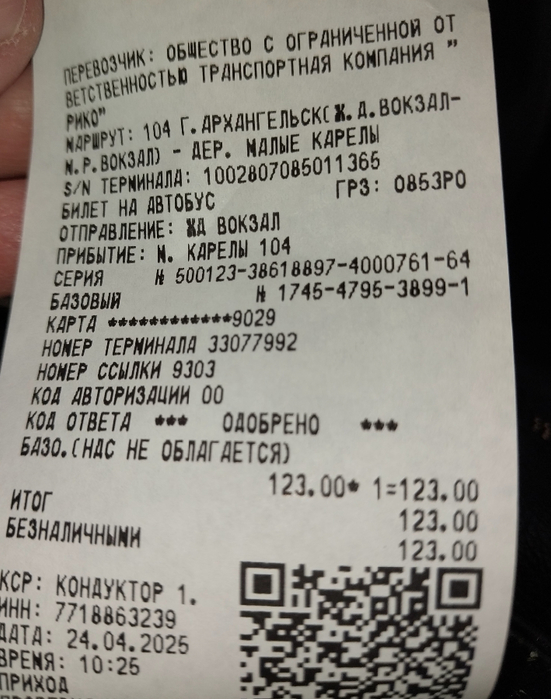 ПЕРЕВОЗЧИК: ОБЩЕСТВО С ОГРАНИЧЕННОЙ ОТ
ВЕТСТВЕННОСТЬЮ ТРАНСПОРТНАЯ КОМПАНИЯ "
РИКО"
МАРШРУТ: 104 Г.АРХАНГЕЛЬСК(Ж.Д.ВОКЗАЛ-
М.Р.ВОКЗАЛ) - ДЕР. МАЛЫЕ КАРЕЛЫ
S/N ТЕРМИНАЛА: 1002807085011365
БИЛЕТ НА АВТОБУС ГРЗ: О853РО
ОТПРАВЛЕНИЕ: ЖД ВОКЗАЛ
ПРИБЫТИЕ: М. КАРЕЛЫ 104
СЕРИЯ № 500123-38618897-4000761-64
БАЗОВЫЙ № 1745-4795-3899-1
КАРТА ************9029
НОМЕР ТЕРМИНАЛА 33077992
НОМЕР ССЫЛКИ 9303
КОД АВТОРИЗАЦИИ 00
КОД ОТВЕТА *** ОДОБРЕНО ***
БАЗО.(НДС НЕ ОБЛАГАЕТСЯ)
123.00* 1=123.00
ИТОГ 123.00
БЕЗНАЛИЧНЫМИ 123.00
КСР: КОНДУКТОР 1.
ИНН: 7718863239
ДАТА: 24.04.2025
ВРЕМЯ: 10:25
ПРИХОД